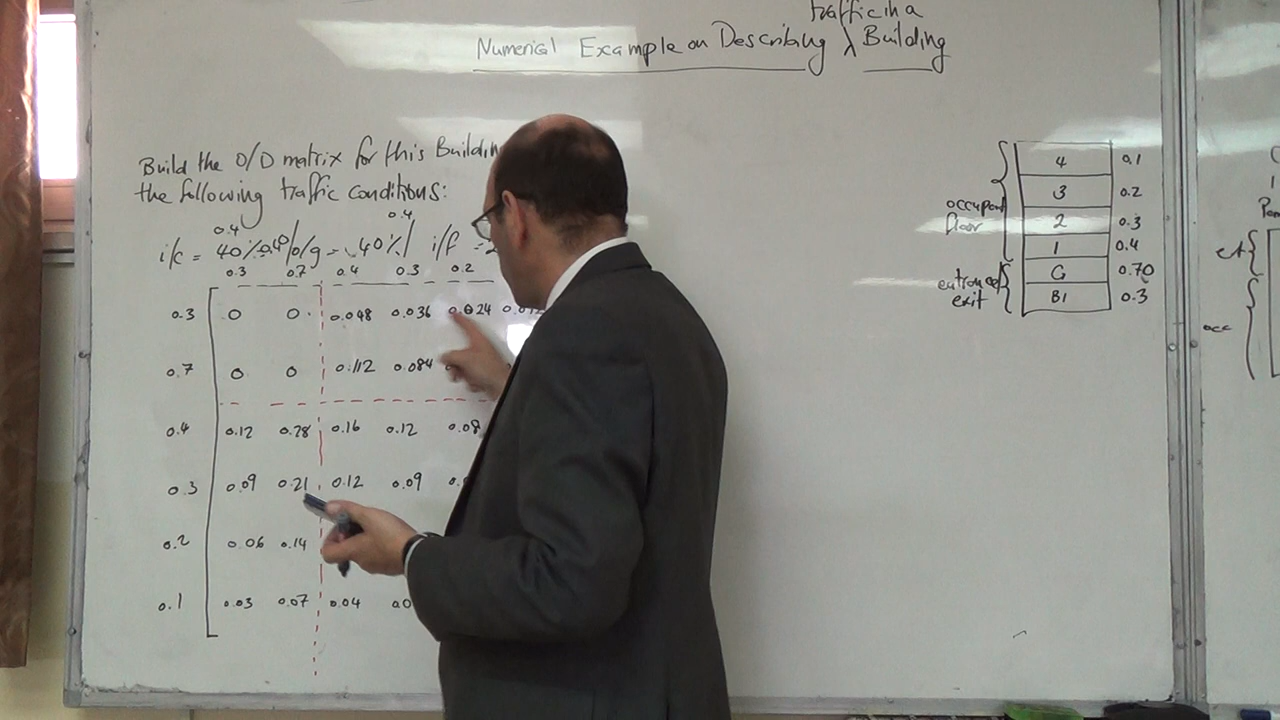 traffic in a
Numerical Example on Describing λ Building
Build the O/D matrix for this Buildin
the following traffic conditions:
0.4 0.4
i/c = 40% o/g = 40% i/f =
0.3 0.7 0.4 0.3 0.2
0.3 0 0 0.048 0.036 0.024
0.7 0 0 0.112 0.084
0.4 0.12 0.28 0.16 0.12 0.08
0.3 0.09 0.21 0.12 0.09
0.2 0.06 0.14
0.1 0.03 0.07 0.04
4 0.1
3 0.2
occupant
floor
2 0.3
1 0.4
entrance/
exit
G 0.70
B1 0.3
occ